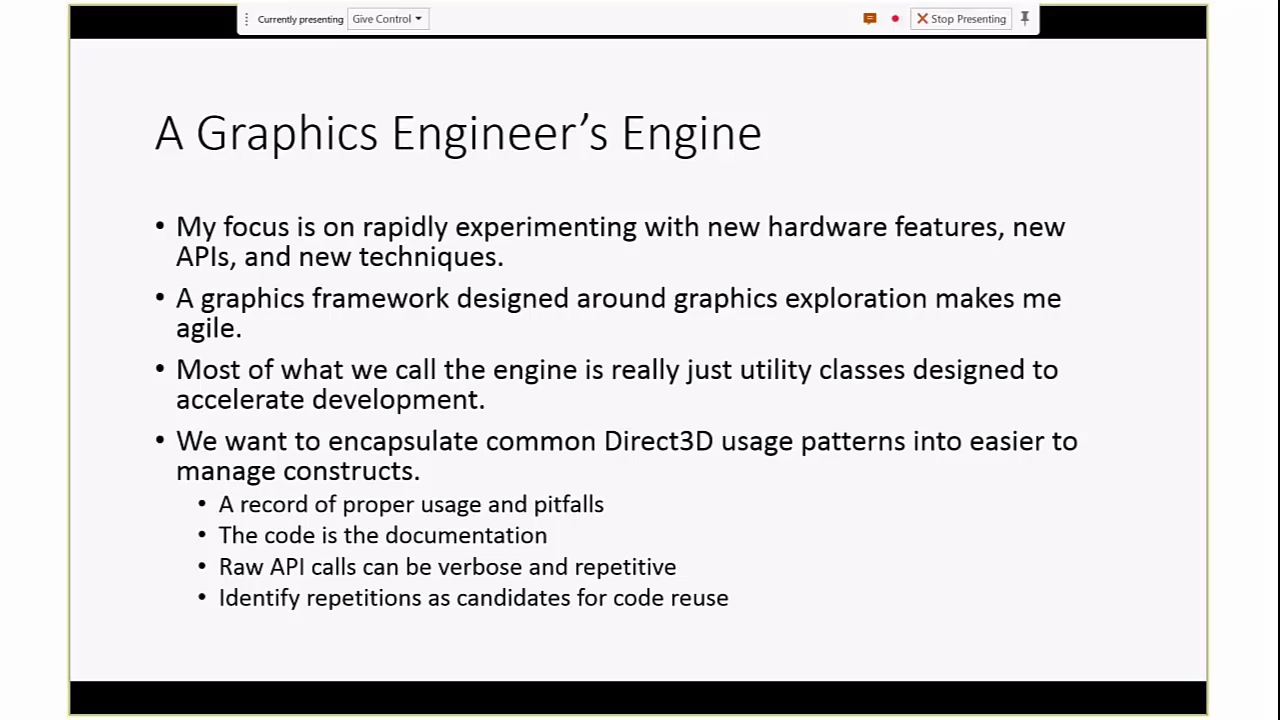 Currently presenting Give Control Stop Presenting
A Graphics Engineer's Engine
• My focus is on rapidly experimenting with new hardware features, new
APIs, and new techniques.
• A graphics framework designed around graphics exploration makes me
agile.
• Most of what we call the engine is really just utility classes designed to
accelerate development.
• We want to encapsulate common Direct3D usage patterns into easier to
manage constructs.
• A record of proper usage and pitfalls
• The code is the documentation
• Raw API calls can be verbose and repetitive
• Identify repetitions as candidates for code reuse